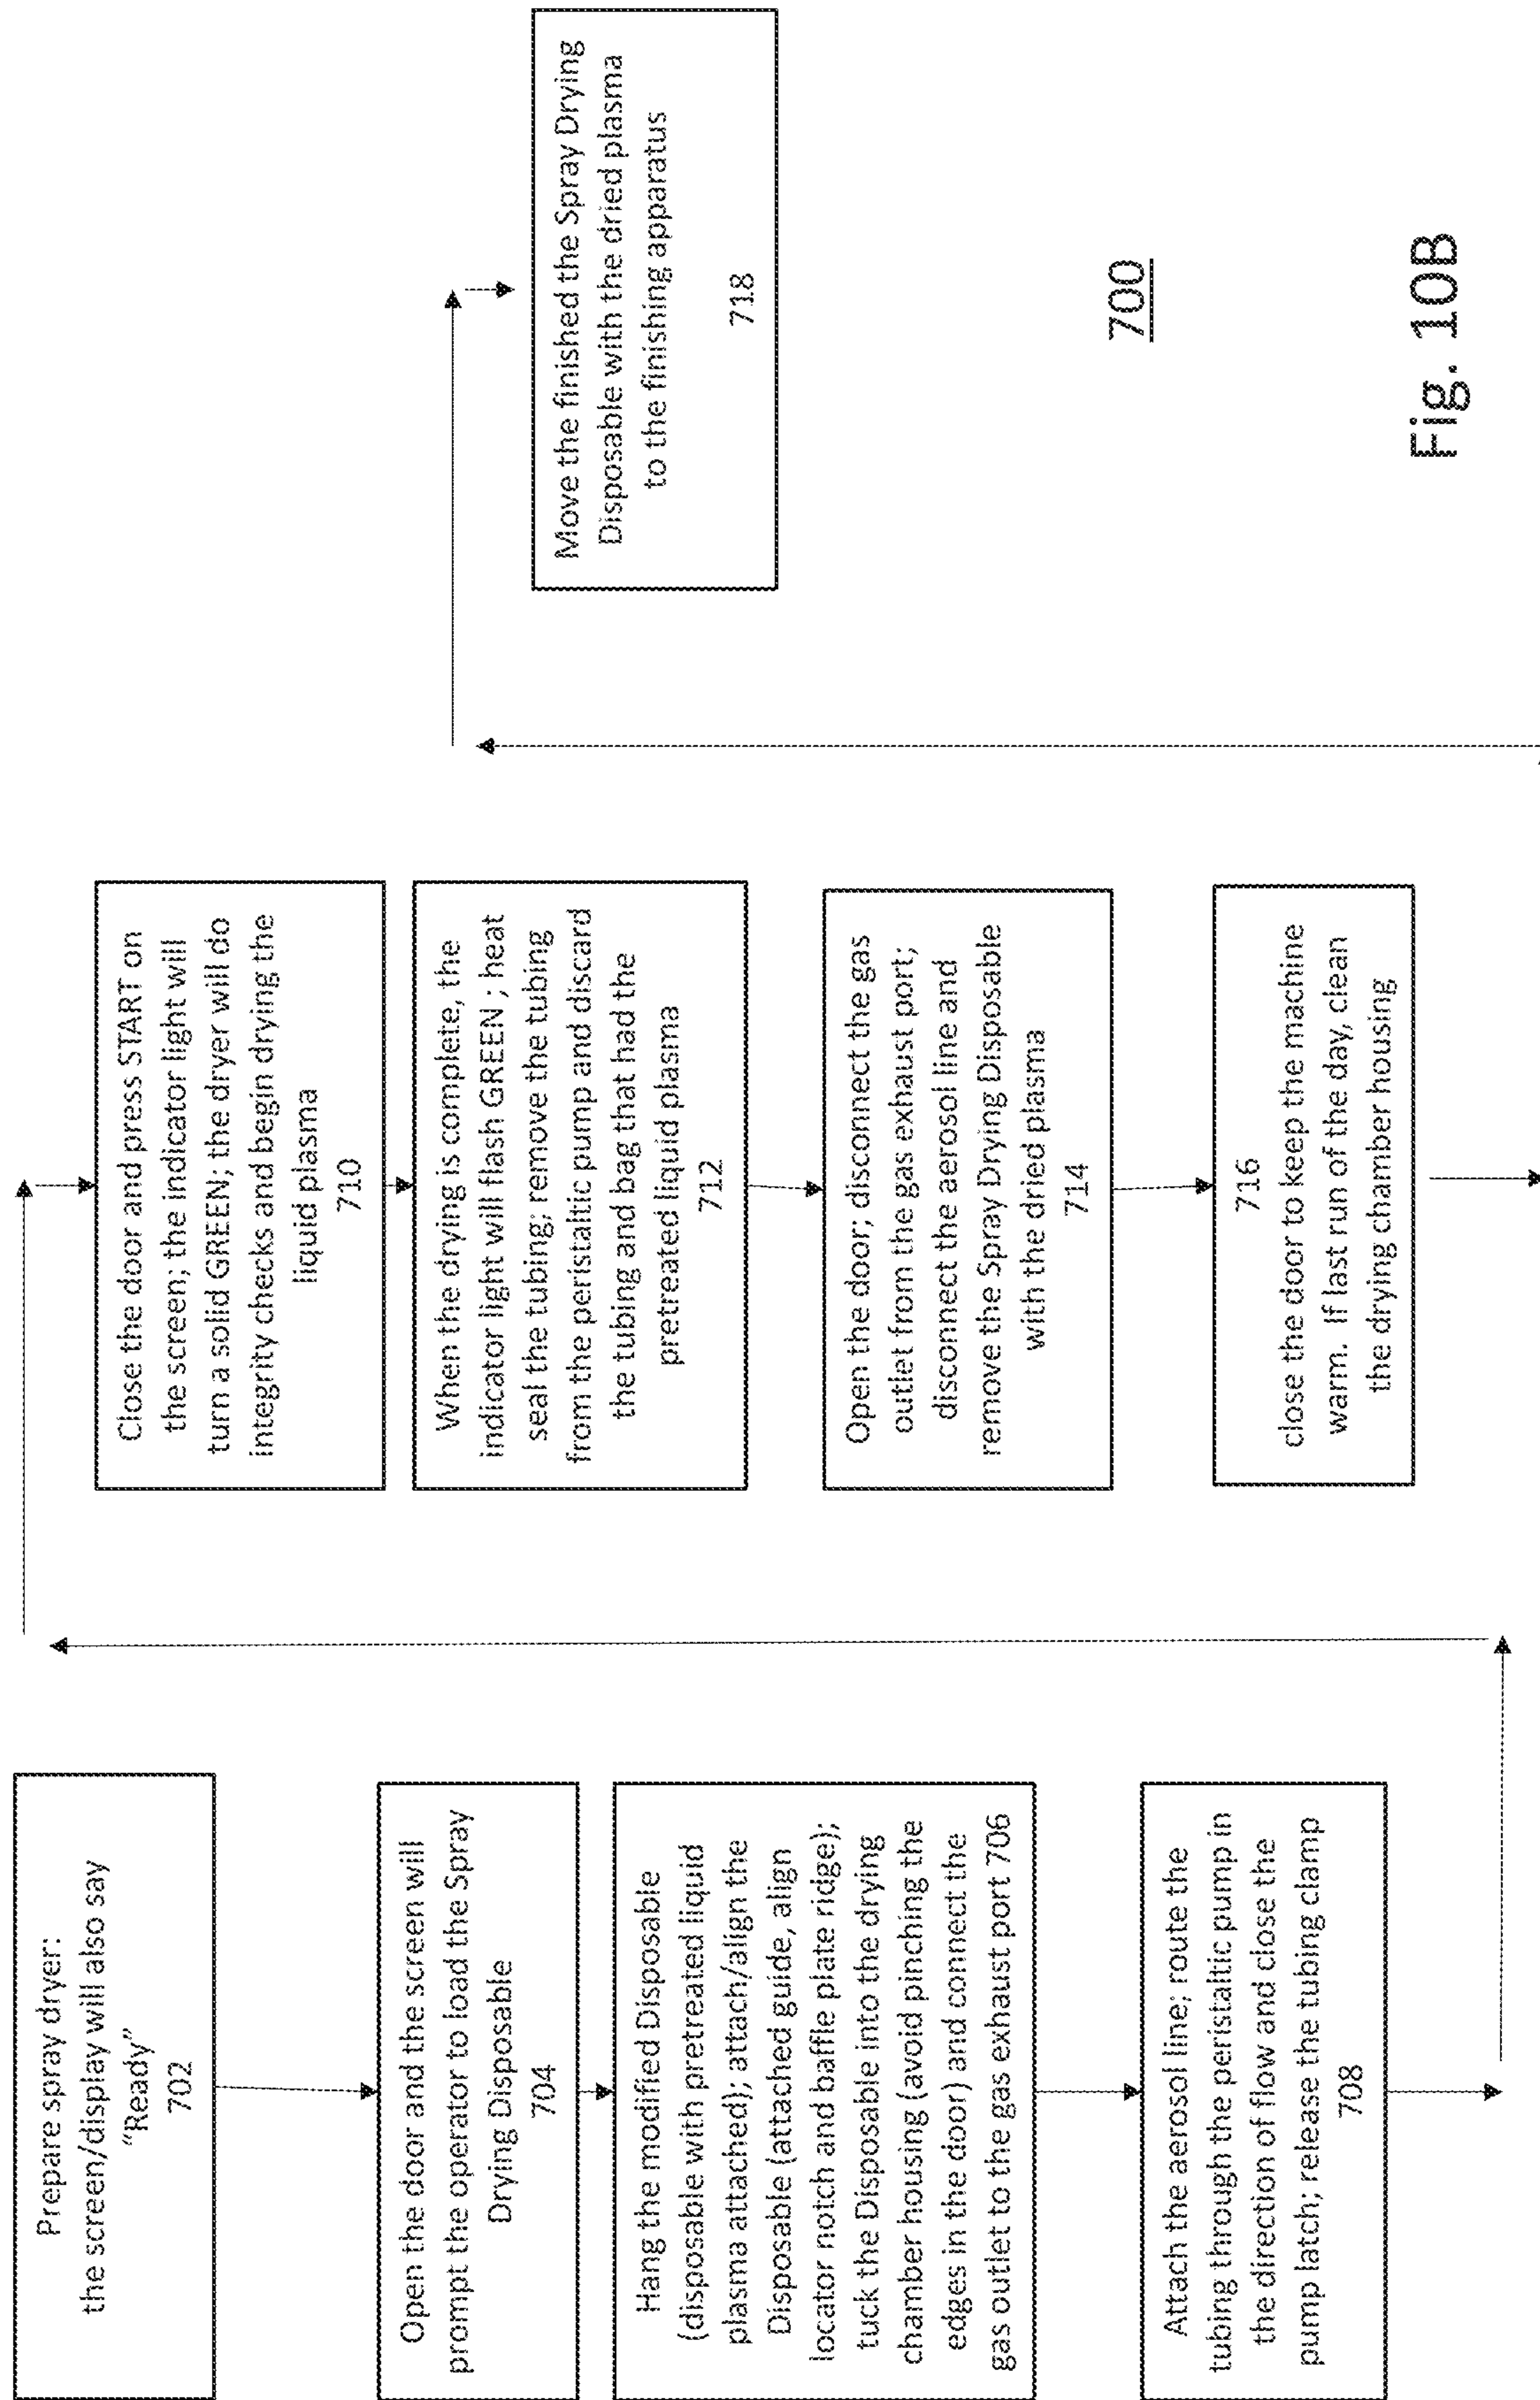 Prepare spray dryer:
the screen/display will also say
“Ready”
702
Open the door and the screen will
prompt the operator to load the Spray
Drying Disposable
704
Hang the modified Disposable
(disposable with pretreated liquid
plasma attached); attach/align the
Disposable (attached guide, align
locator notch and baffle plate ridge);
tuck the Disposable into the drying
chamber housing (avoid pinching the
edges in the door) and connect the
gas outlet to the gas exhaust port 706
Attach the aerosol line; route the
tubing through the peristaltic pump in
the direction of flow and close the
pump latch; release the tubing clamp
708
Close the door and press START on
the screen; the indicator light will
turn a solid GREEN; the dryer will do
integrity checks and begin drying the
liquid plasma
710
When the drying is complete, the
indicator light will flash GREEN ; heat
seal the tubing; remove the tubing
from the peristaltic pump and discard
the tubing and bag that had the
pretreated liquid plasma
712
Open the door; disconnect the gas
outlet from the gas exhaust port;
disconnect the aerosol line and
remove the Spray Drying Disposable
with the dried plasma
714
716
close the door to keep the machine
warm. If last run of the day, clean
the drying chamber housing
Move the finished the Spray Drying
Disposable with the dried plasma
to the finishing apparatus
718
700
Fig. 10B